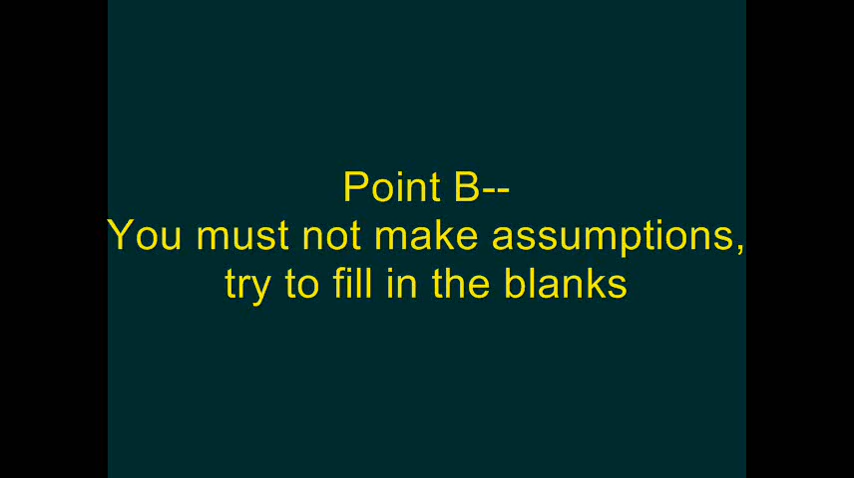 Point B--
You must not make assumptions,
try to fill in the blanks